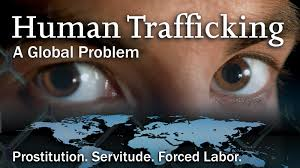 Human Trafficking
A Global Problem
Prostitution. Servitude. Forced Labor.